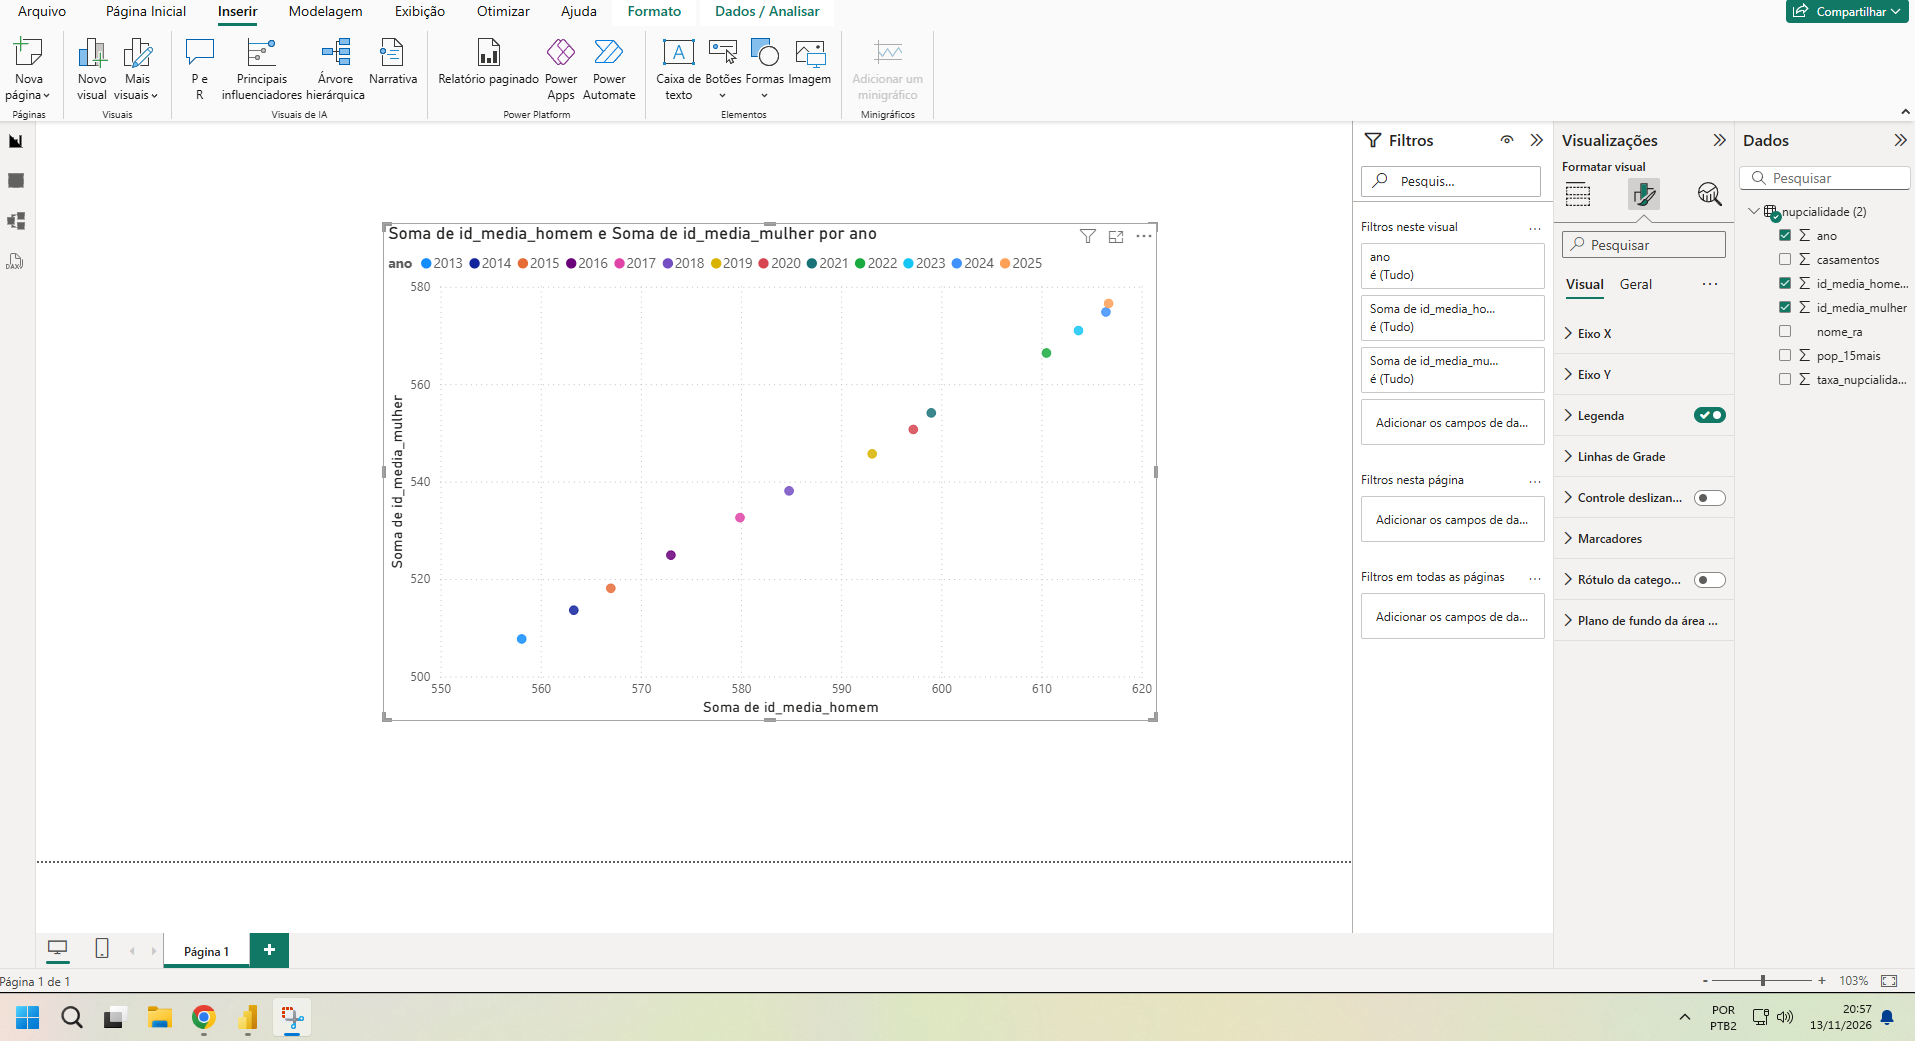 Arquivo
Página Inicial
Inserir
Modelagem
Exibição
Otimizar
Ajuda
Formato
Dados / Analisar
Compartilhar
Nova página
Páginas
Novo visual
Mais visuais
Visuais
P e R
Principais influenciadores
Árvore hierárquica
Narrativa
Visuais de IA
Relatório paginado
Power Apps
Power Automate
Power Platform
Caixa de texto
Botões
Formas
Imagem
Elementos
Adicionar um minigráfico
Minigráficos
DAX
Soma de id_media_homem e Soma de id_media_mulher por ano
ano 2013 2014 2015 2016 2017 2018 2019 2020 2021 2022 2023 2024 2025
580
560
540
520
500
Soma de id_media_mulher
550 560 570 580 590 600 610 620
Soma de id_media_homem
Filtros
Pesquis...
Filtros neste visual
...
ano
é (Tudo)
Soma de id_media_ho...
é (Tudo)
Soma de id_media_mu...
é (Tudo)
Adicionar os campos de da...
Filtros nesta página
...
Adicionar os campos de da...
Filtros em todas as páginas
...
Adicionar os campos de da...
Visualizações
Formatar visual
Pesquisar
Visual
Geral
...
Eixo X
Eixo Y
Legenda
Linhas de Grade
Controle deslizan...
Marcadores
Rótulo da catego...
Plano de fundo da área ...
Dados
Pesquisar
nupcialidade (2)
ano
casamentos
id_media_home...
id_media_mulher
nome_ra
pop_15mais
taxa_nupcialida...
Página 1
+
Página 1 de 1
- + 103%
POR
PTB2
20:57
13/11/2026